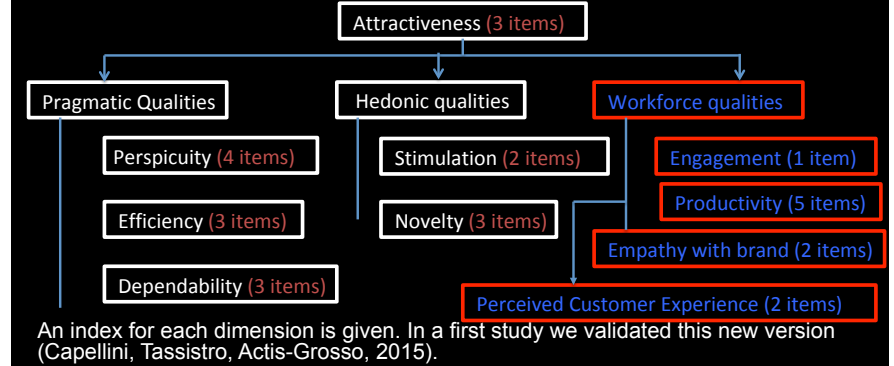 Attractiveness (3 items)
Pragmatic Qualities
Hedonic qualities
Workforce qualities
Perspicuity (4 items)
Stimulation (2 items)
Engagement (1 item)
Productivity (5 items)
Efficiency (3 items)
Novelty (3 items)
Empathy with brand (2 items)
Dependability (3 items)
Perceived Customer Experience (2 items)
An index for each dimension is given. In a first study we validated this new version
(Capellini, Tassistro, Actis-Grosso, 2015).